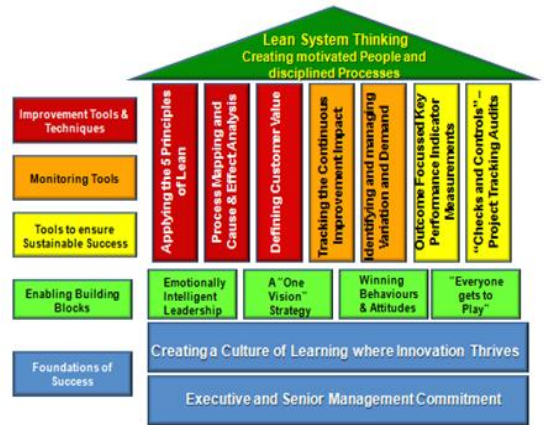 Lean System Thinking
Creating motivated People and
disciplined Processes
Improvement Tools &
Techniques
Monitoring Tools
Tools to ensure
Sustainable Success
Enabling Building
Blocks
Foundations of
Success
Applying the 5 Principles
of Lean
Process Mapping and
Cause & Effect Analysis
Defining Customer Value
Tracking the Continuous
Improvement Impact
Identifying and managing
Variation and Demand
Outcome Focussed Key
Performance Indicator
Measurements
"Checks and Controls" –
Project Tracking Audits
Emotionally
Intelligent
Leadership
A "One
Vision"
Strategy
Winning
Behaviours
& Attitudes
"Everyone
gets to
Play"
Creating a Culture of Learning where Innovation Thrives
Executive and Senior Management Commitment